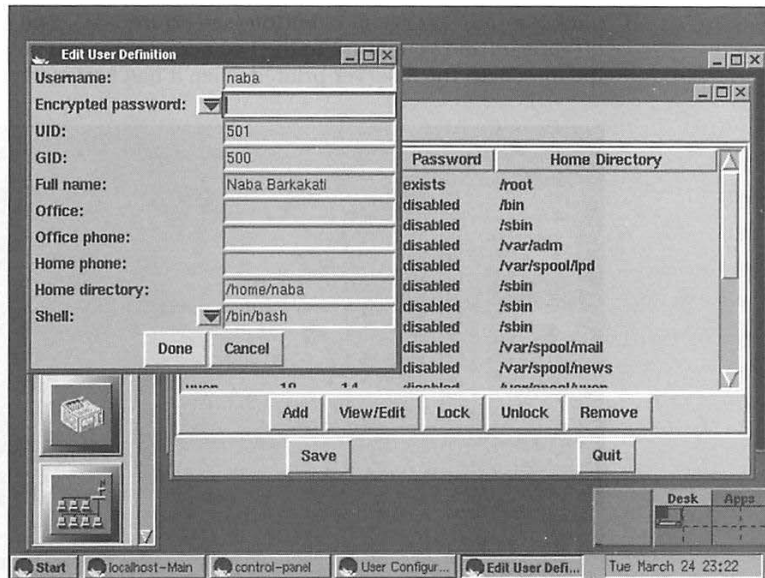 Edit User Definition
Username: naba
Encrypted password:
UID: 501
GID: 500
Full name: Naba Barkakati
Office:
Office phone:
Home phone:
Home directory: /home/naba
Shell: /bin/bash
Done Cancel
Password Home Directory
exists /root
disabled /bin
disabled /sbin
disabled /var/adm
disabled /var/spool/lpd
disabled /sbin
disabled /sbin
disabled /sbin
disabled /var/spool/mail
disabled /var/spool/news
Add View/Edit Lock Unlock Remove
Save Quit
Desk Apps
Start localhost-Main control-panel User Configur... Edit User Defi... Tue March 24 23:22